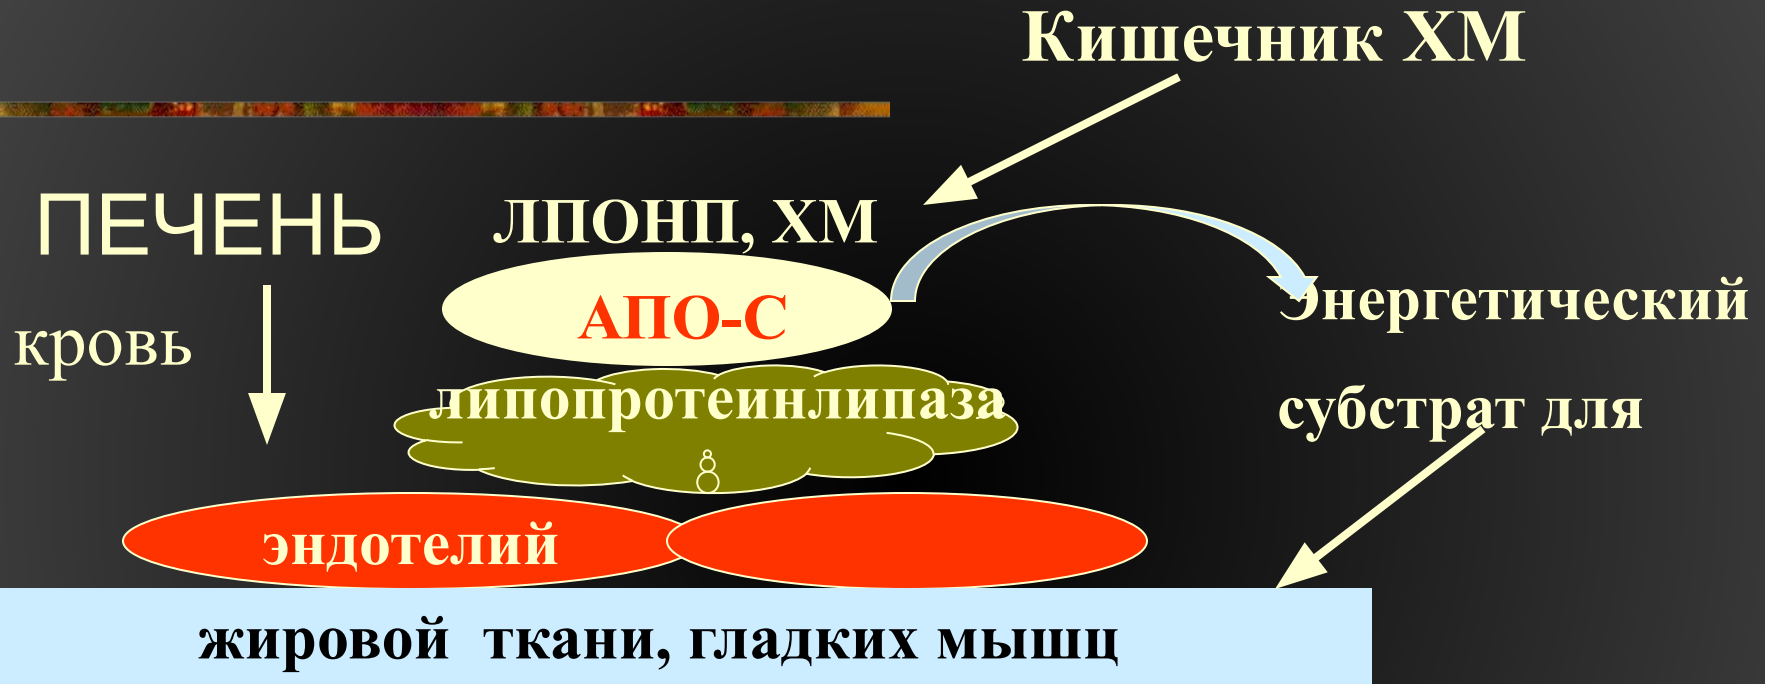 Кишечник ХМ
ПЕЧЕНЬ
ЛПОНП, ХМ
АПО-С
кровь
Энергетический
липопротеинлипаза
субстрат для
эндотелий
жировой ткани, гладких мышц